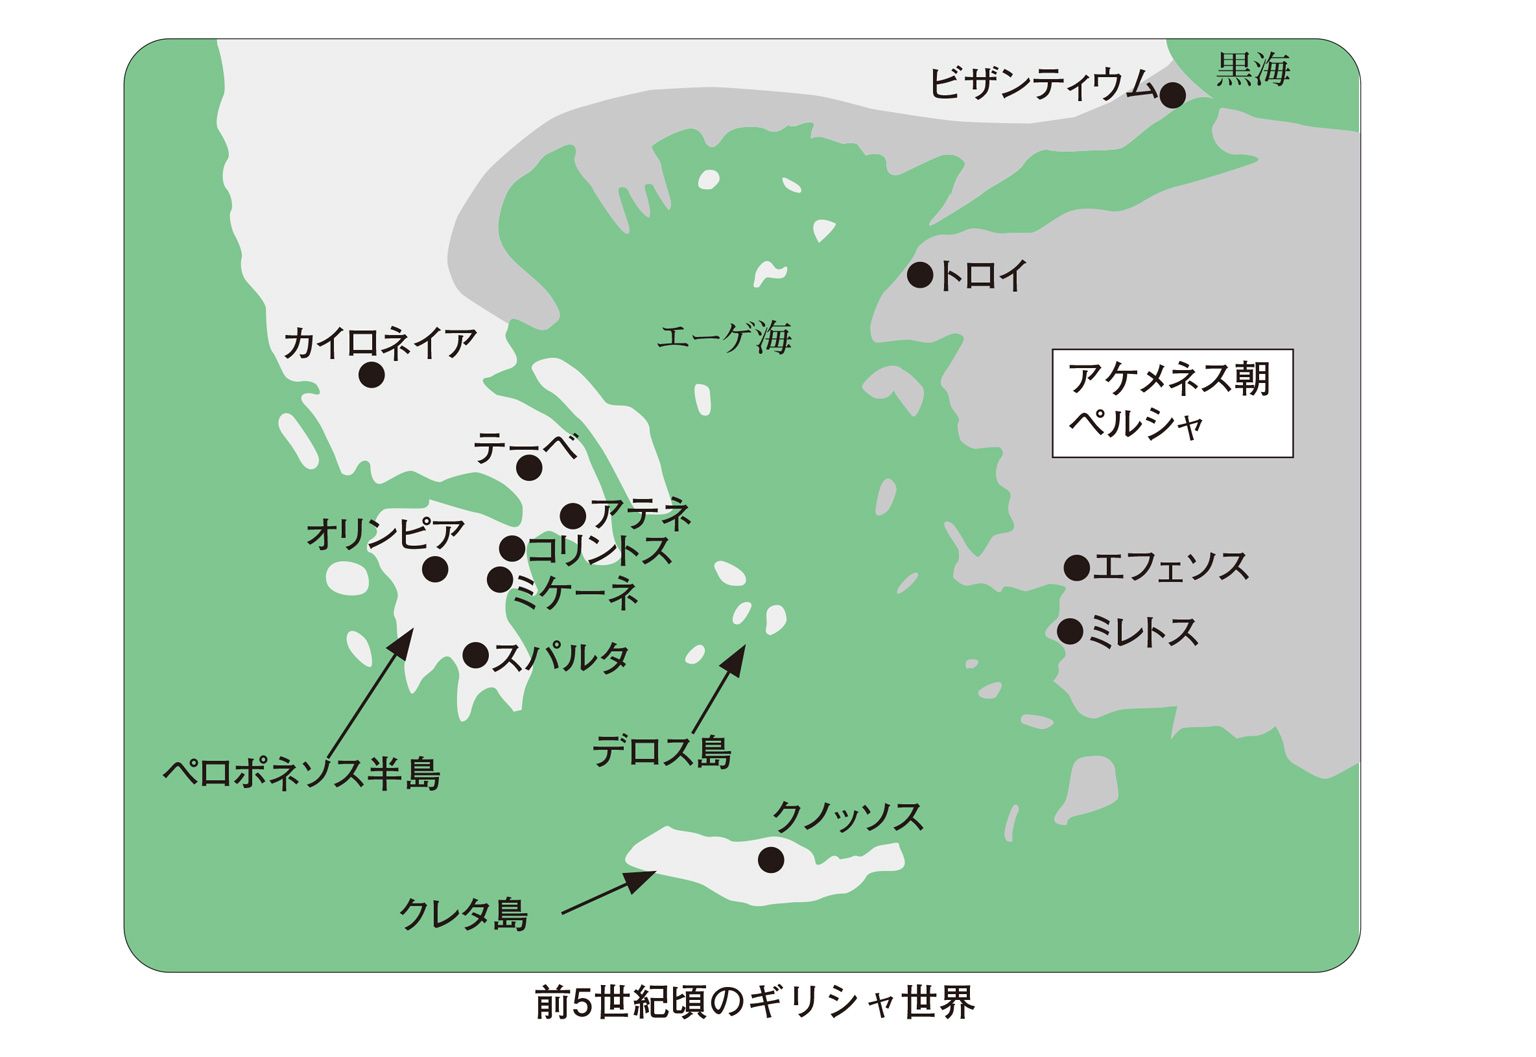 黒海
ビザンティウム
トロイ
エーゲ海
カイロネイア
アケメネス朝
ペルシャ
テーベ
アテネ
オリンピア
コリントス
エフェソス
ミケーネ
ミレトス
スパルタ
デロス島
ペロポネソス半島
クノッソス
クレタ島
前5世紀頃のギリシャ世界